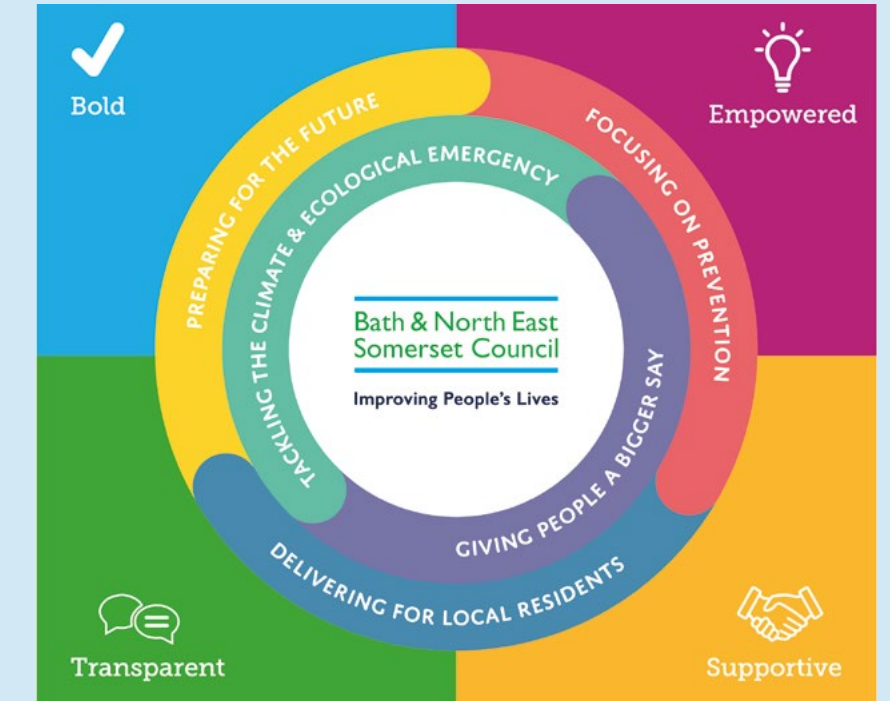 Bold
Empowered
PREPARING FOR THE FUTURE
FOCUSING ON PREVENTION
TACKLING THE CLIMATE & ECOLOGICAL EMERGENCY
Bath & North East
Somerset Council
Improving People's Lives
GIVING PEOPLE A BIGGER SAY
DELIVERING FOR LOCAL RESIDENTS
Transparent
Supportive